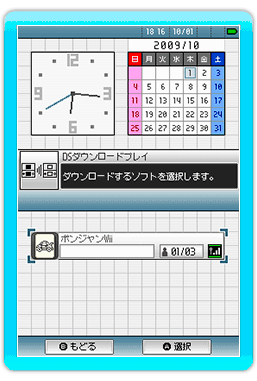 18 16 10/01
2009/10
日 月 火 水 木 金 土
1 2 3
4 5 6 7 8 9 10
11 12 13 14 15 16 17
18 19 20 21 22 23 24
25 26 27 28 29 30 31
12
9 3
6
DSダウンロードプレイ
ダウンロードするソフトを選択します。
ポンジャンWii
01/03
B もどる
A 選択